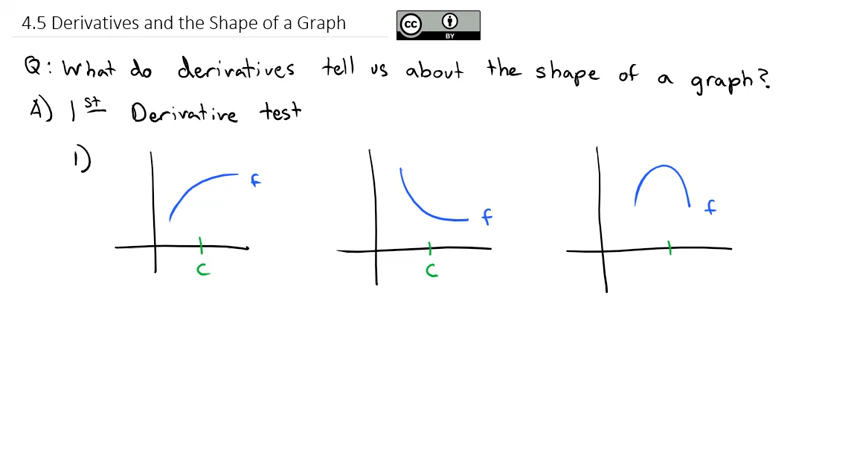 4.5 Derivatives and the Shape of a Graph
cc BY
Q: What do derivatives tell us about the shape of a graph?
A) 1st Derivative test
1)
f f f
c c